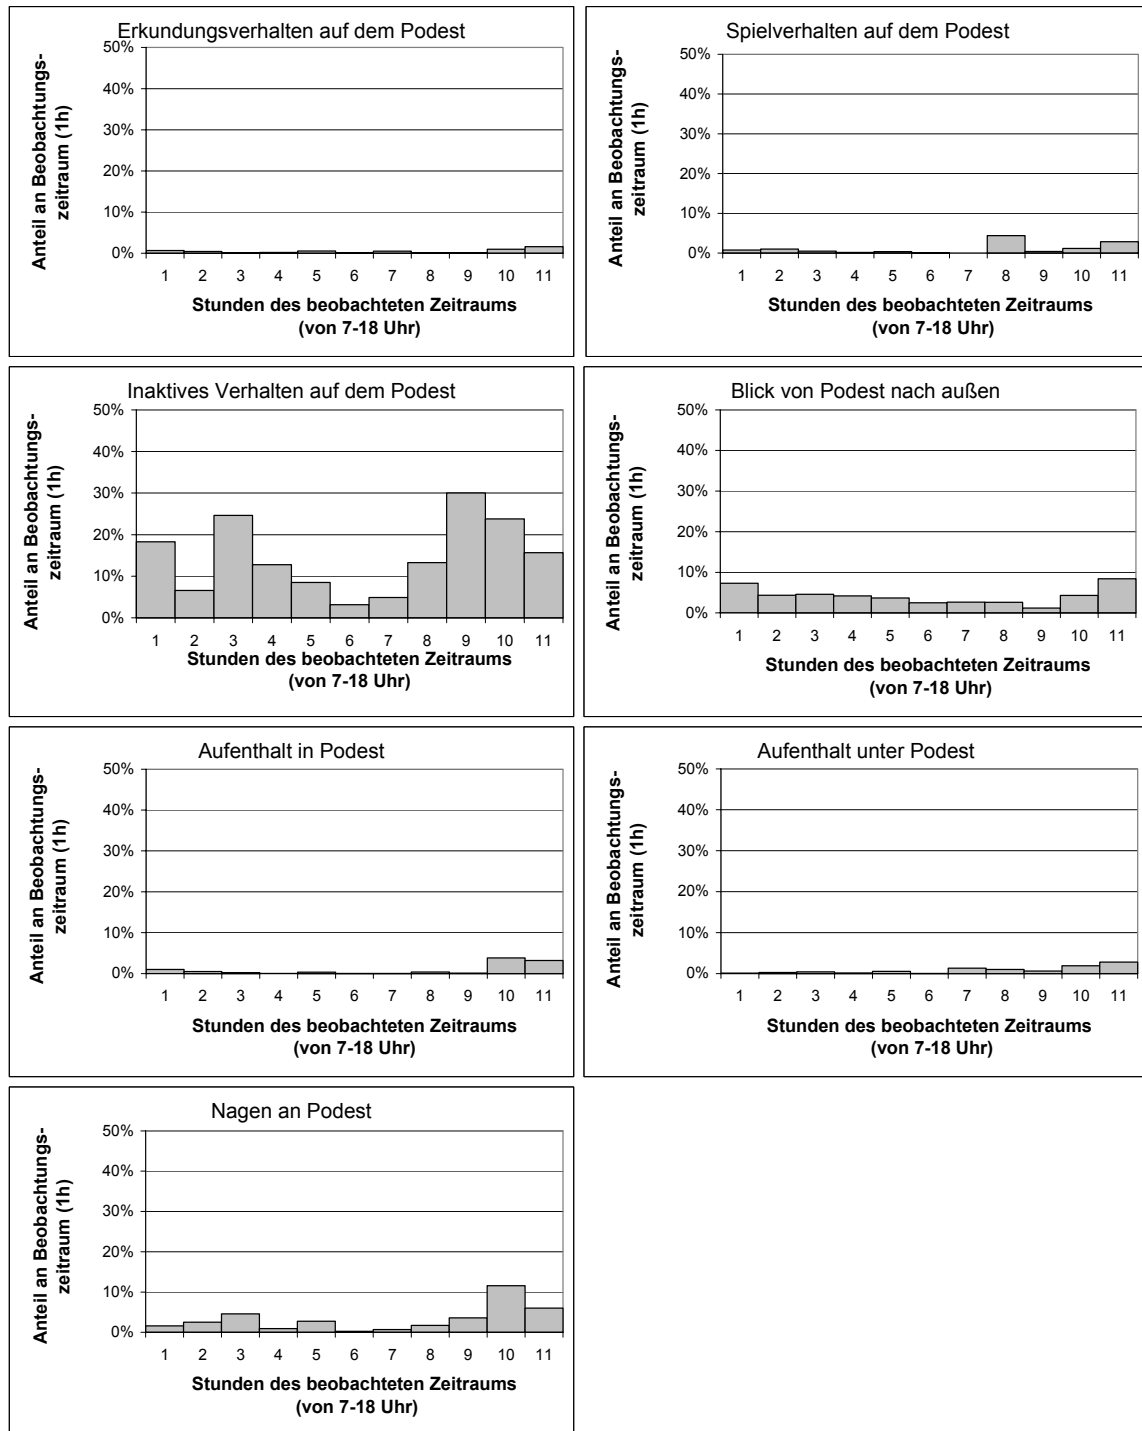 Erkundungsverhalten auf dem Podest
Anteil an Beobachtungs-
zeitraum (1h)
50%
40%
30%
20%
10%
0%
1 2 3 4 5 6 7 8 9 10 11
Stunden des beobachteten Zeitraums
(von 7-18 Uhr)
Spielverhalten auf dem Podest
Anteil an Beobachtungs-
zeitraum (1h)
50%
40%
30%
20%
10%
0%
1 2 3 4 5 6 7 8 9 10 11
Stunden des beobachteten Zeitraums
(von 7-18 Uhr)
Inaktives Verhalten auf dem Podest
Anteil an Beobachtungs-
zeitraum (1h)
50%
40%
30%
20%
10%
0%
1 2 3 4 5 6 7 8 9 10 11
Stunden des beobachteten Zeitraums
(von 7-18 Uhr)
Blick von Podest nach außen
Anteil an Beobachtungs-
zeitraum (1h)
50%
40%
30%
20%
10%
0%
1 2 3 4 5 6 7 8 9 10 11
Stunden des beobachteten Zeitraums
(von 7-18 Uhr)
Aufenthalt in Podest
Anteil an Beobachtungs-
zeitraum (1h)
50%
40%
30%
20%
10%
0%
1 2 3 4 5 6 7 8 9 10 11
Stunden des beobachteten Zeitraums
(von 7-18 Uhr)
Aufenthalt unter Podest
Anteil an Beobachtungs-
zeitraum (1h)
50%
40%
30%
20%
10%
0%
1 2 3 4 5 6 7 8 9 10 11
Stunden des beobachteten Zeitraums
(von 7-18 Uhr)
Nagen an Podest
Anteil an Beobachtungs-
zeitraum (1h)
50%
40%
30%
20%
10%
0%
1 2 3 4 5 6 7 8 9 10 11
Stunden des beobachteten Zeitraums
(von 7-18 Uhr)